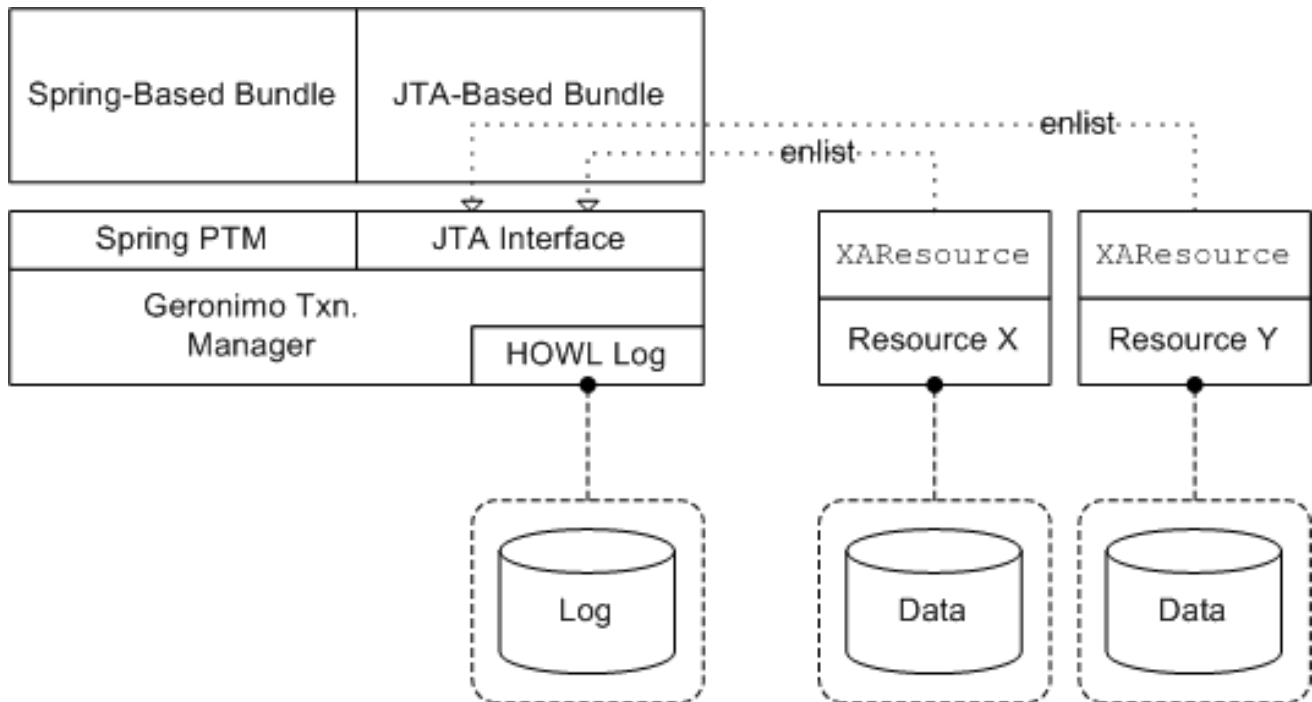 Spring-Based Bundle
JTA-Based Bundle
enlist
enlist
Spring PTM
JTA Interface
XAResource
XAResource
Geronimo Txn.
Manager
HOWL Log
Resource X
Resource Y
Log
Data
Data